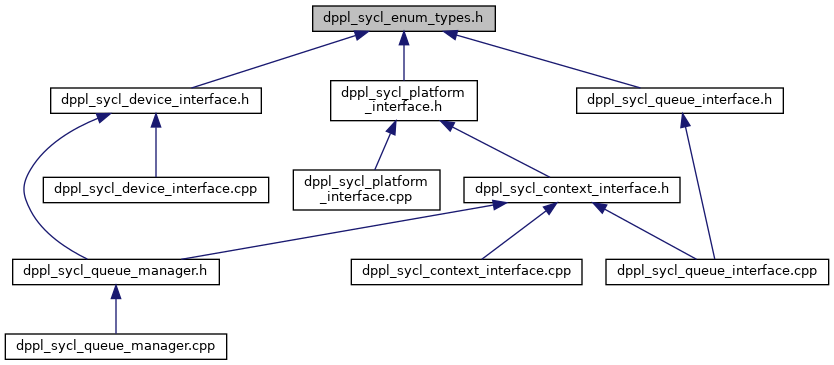 dppl_sycl_enum_types.h
dppl_sycl_device_interface.h
dppl_sycl_platform
_interface.h
dppl_sycl_queue_interface.h
dppl_sycl_device_interface.cpp
dppl_sycl_platform
_interface.cpp
dppl_sycl_context_interface.h
dppl_sycl_queue_manager.h
dppl_sycl_context_interface.cpp
dppl_sycl_queue_interface.cpp
dppl_sycl_queue_manager.cpp